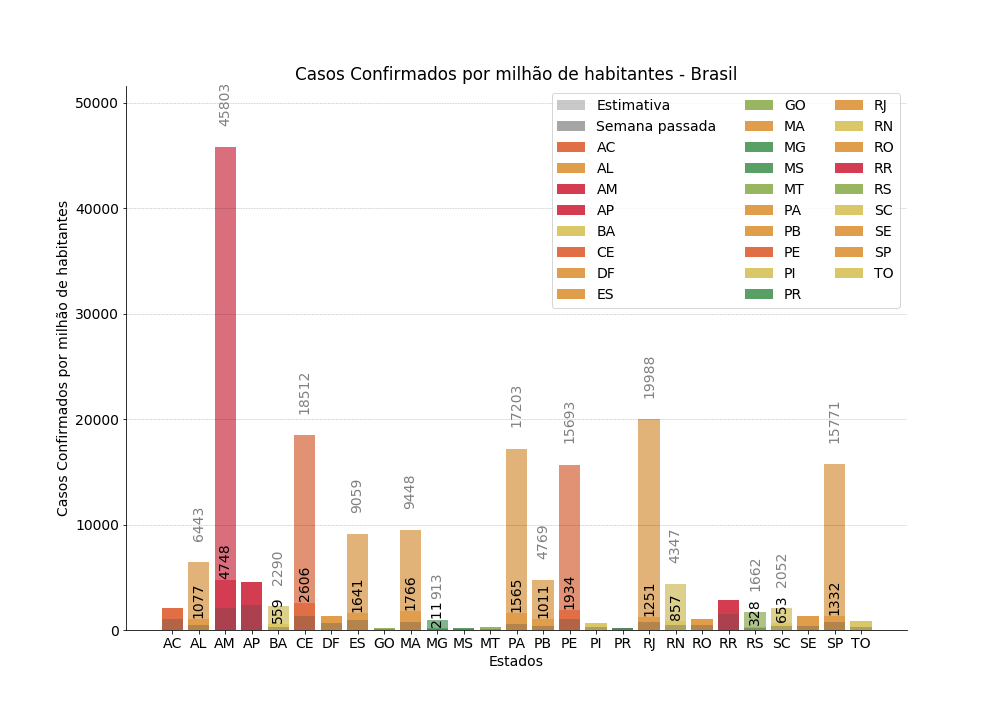 Casos Confirmados por milhão de habitantes - Brasil
Casos Confirmados por milhão de habitantes
50000
40000
30000
20000
10000
0
Estimativa
Semana passada
AC
AL
AM
AP
BA
CE
DF
ES
GO
MA
MG
MS
MT
PA
PB
PE
PI
PR
RJ
RN
RO
RR
RS
SC
SE
SP
TO
6443
1077
45803
4748
2290
559
18512
2606
9059
1641
9448
1766
913
211
17203
1565
4769
1011
15693
1934
19988
1251
4347
857
1662
328
2052
653
15771
1332
AC AL AM AP BA CE DF ES GO MA MG MS MT PA PB PE PI PR RJ RN RO RR RS SC SE SP TO
Estados